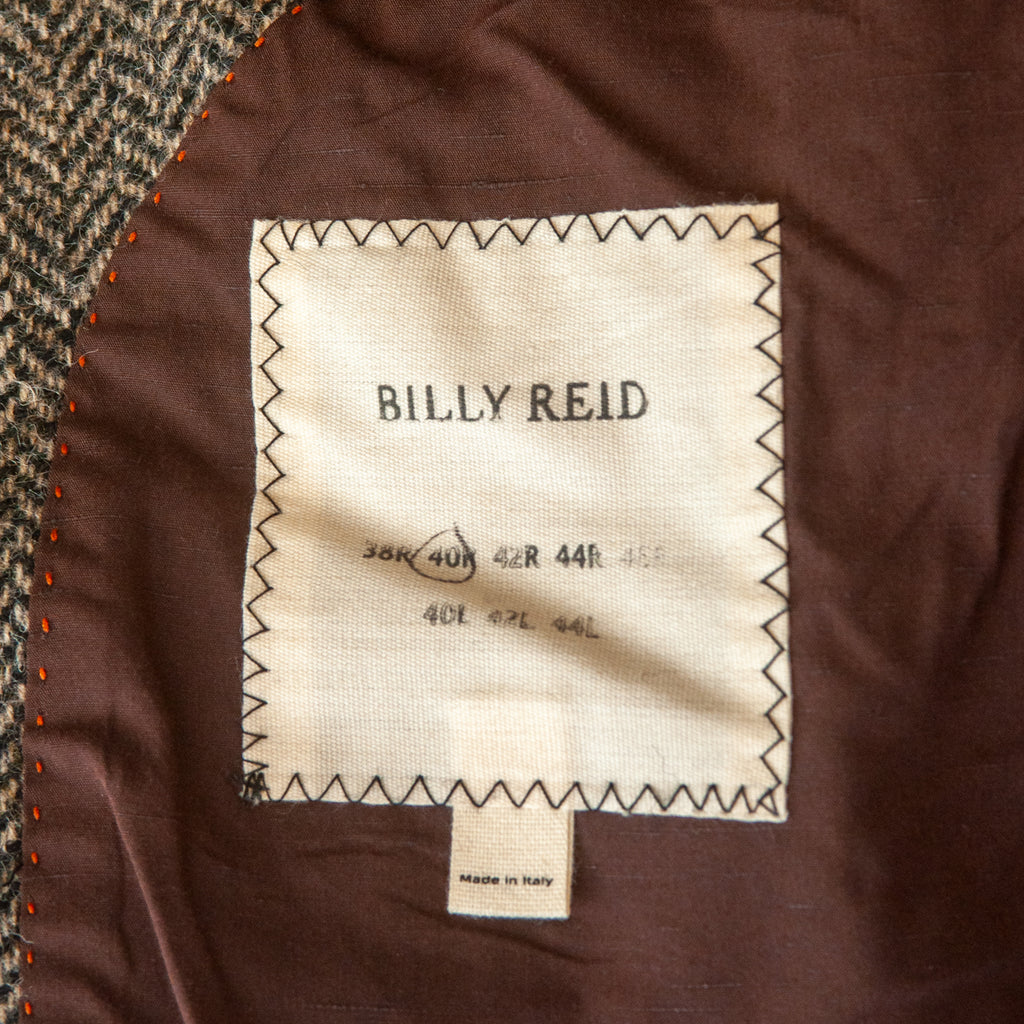 BILLY REID
38R 40R 42R 44R
40L 42L 44L
Made in Italy